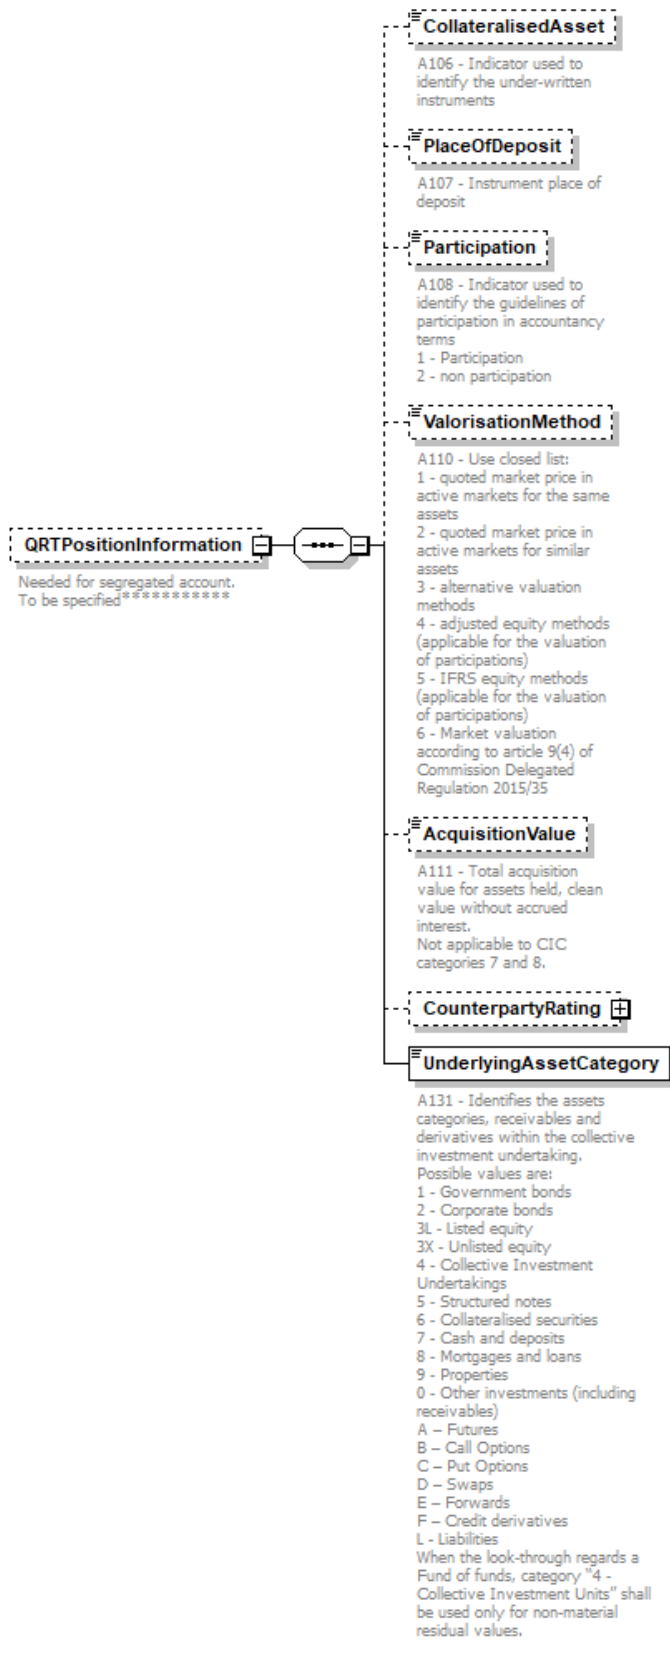 CollateralisedAsset
A106 - Indicator used to
identify the under-written
instruments
PlaceOfDeposit
A107 - Instrument place of
deposit
Participation
A108 - Indicator used to
identify the guidelines of
participation in accountancy
terms
1 - Participation
2 - non participation
ValorisationMethod
A110 - Use closed list:
1 - quoted market price in
active markets for the same
assets
2 - quoted market price in
active markets for similar
assets
3 - alternative valuation
methods
4 - adjusted equity methods
(applicable for the valuation
of participations)
5 - IFRS equity methods
(applicable for the valuation
of participations)
6 - Market valuation
according to article 9(4) of
Commission Delegated
Regulation 2015/35
QRTPositionInformation
Needed for segregated account.
To be specified***********
AcquisitionValue
A111 - Total acquisition
value for assets held, clean
value without accrued
interest.
Not applicable to CIC
categories 7 and 8.
CounterpartyRating
UnderlyingAssetCategory
A131 - Identifies the assets
categories, receivables and
derivatives within the collective
investment undertaking.
Possible values are:
1 - Government bonds
2 - Corporate bonds
3L - Listed equity
3X - Unlisted equity
4 - Collective Investment
Undertakings
5 - Structured notes
6 - Collateralised securities
7 - Cash and deposits
8 - Mortgages and loans
9 - Properties
0 - Other investments (including
receivables)
A – Futures
B – Call Options
C – Put Options
D – Swaps
E – Forwards
F – Credit derivatives
L - Liabilities
When the look-through regards a
Fund of funds, category “4 -
Collective Investment Units” shall
be used only for non-material
residual values.